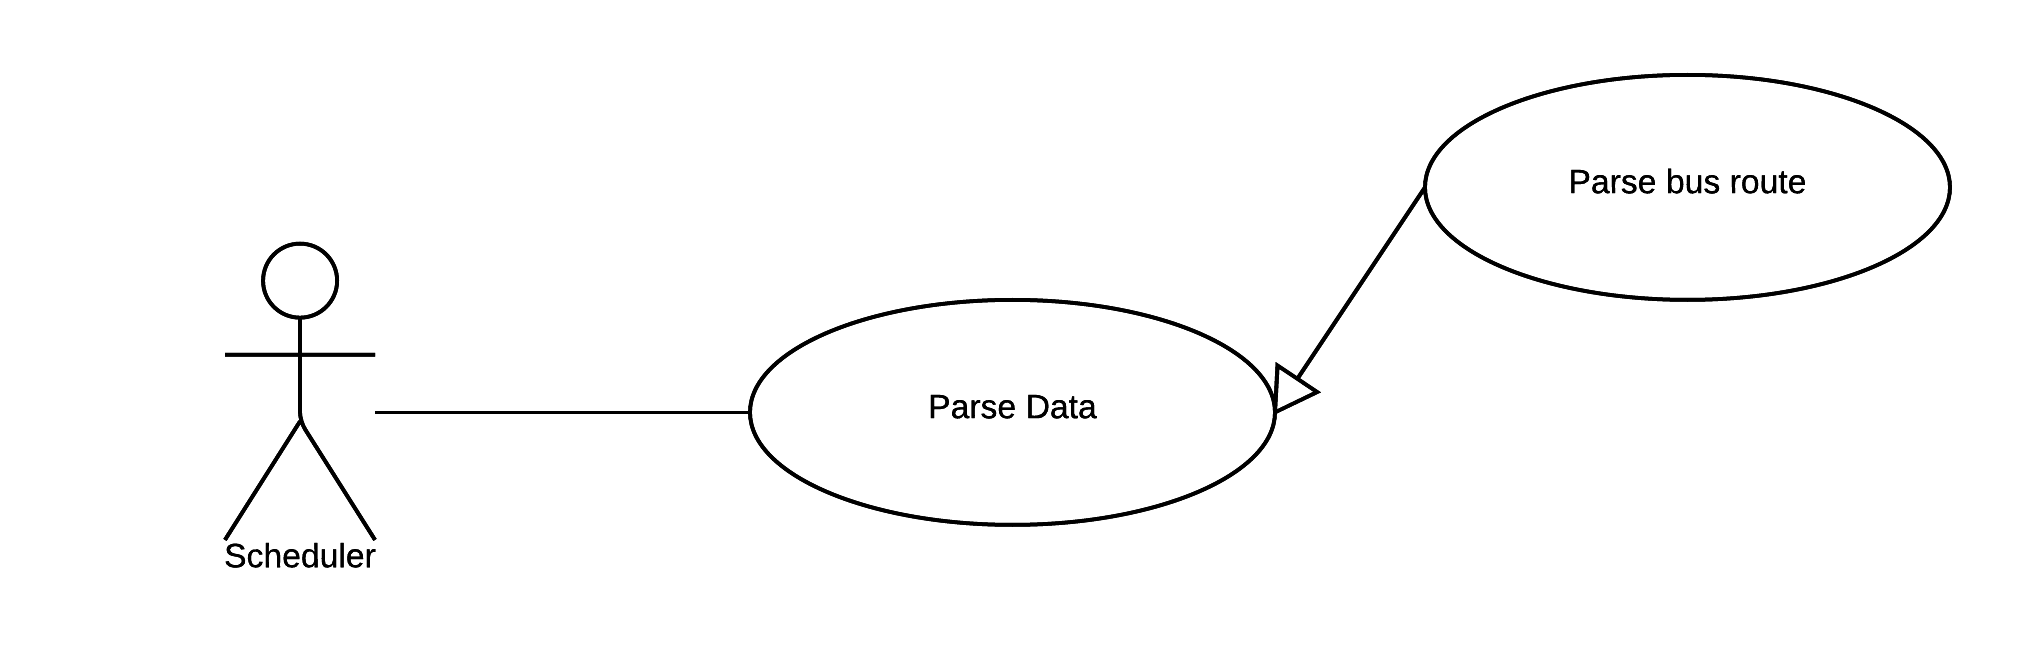 Parse bus route
Parse Data
Scheduler